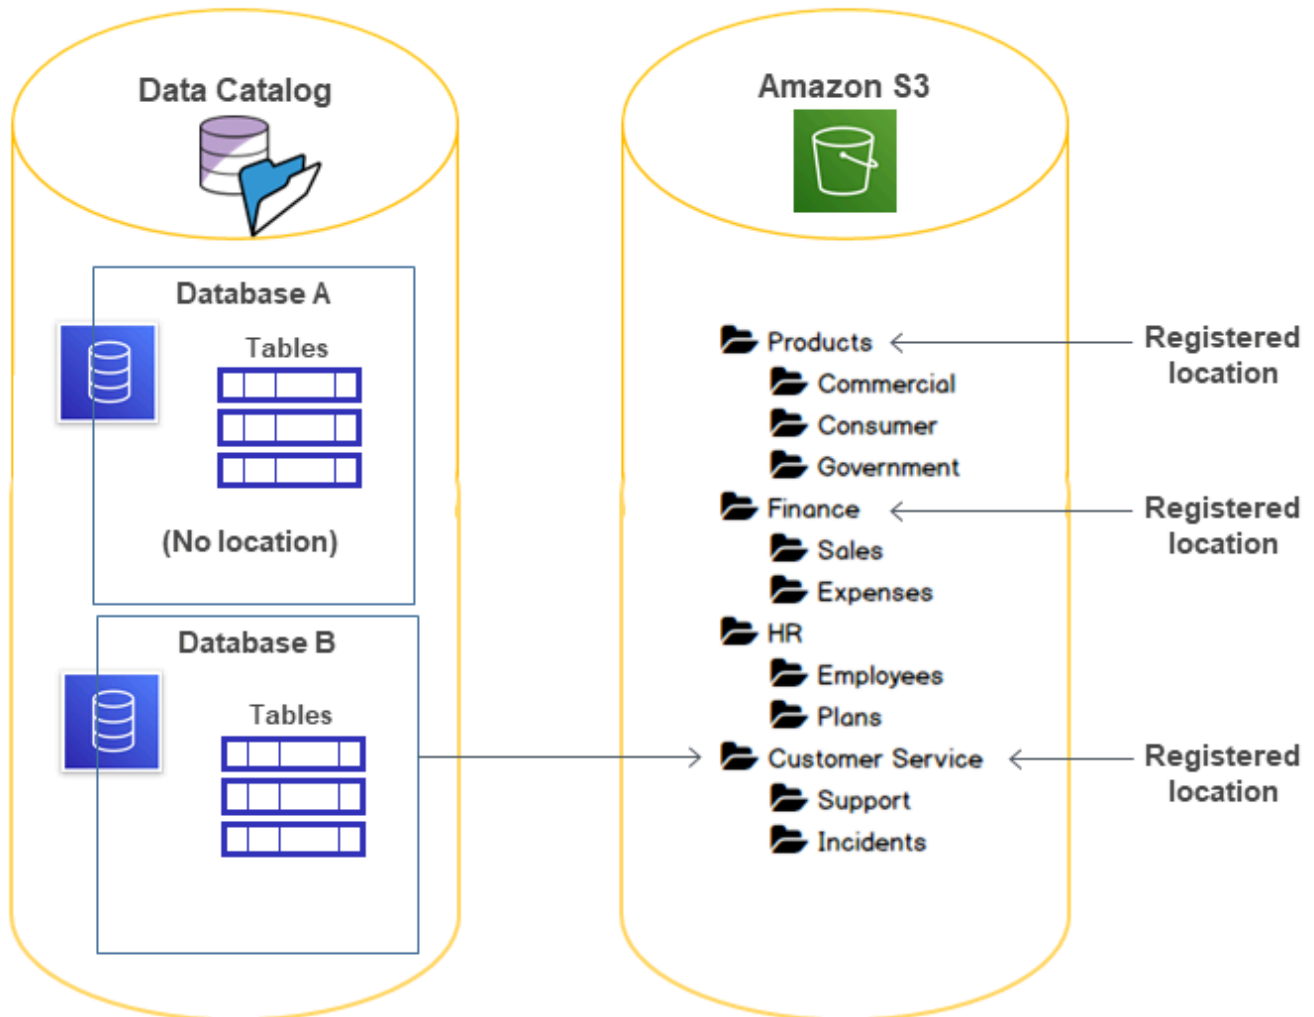 Data Catalog
Database A
Tables
(No location)
Database B
Tables
Amazon S3
Products
Commercial
Consumer
Government
Finance
Sales
Expenses
HR
Employees
Plans
Customer Service
Support
Incidents
Registered
location
Registered
location
Registered
location